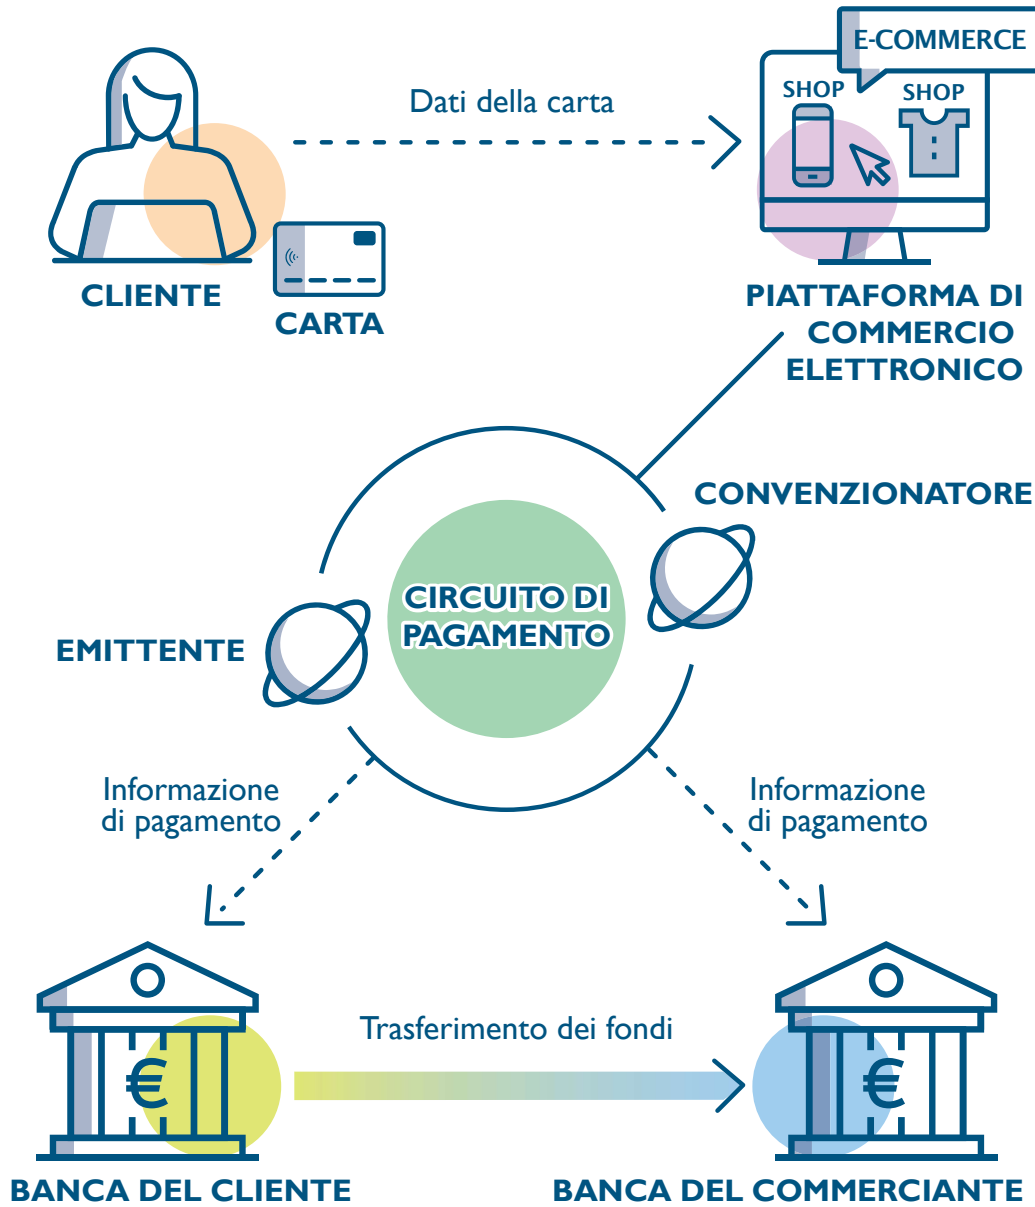 E-COMMERCE
SHOP
SHOP
Dati della carta
CLIENTE
CARTA
PIATTAFORMA DI
COMMERCIO
ELETTRONICO
CONVENZIONATORE
CIRCUITO DI
PAGAMENTO
EMITTENTE
Informazione
di pagamento
Informazione
di pagamento
Trasferimento dei fondi
€
€
BANCA DEL CLIENTE
BANCA DEL COMMERCIANTE